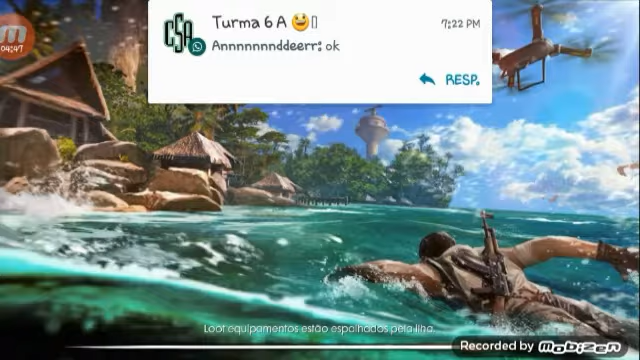 04:47
CSA
Turma 6 A 😃
7:22 PM
Annnnnnnddeerr: ok
RESP.
Loot equipamentos estão espalhados pela ilha.
Recorded by Mobizen